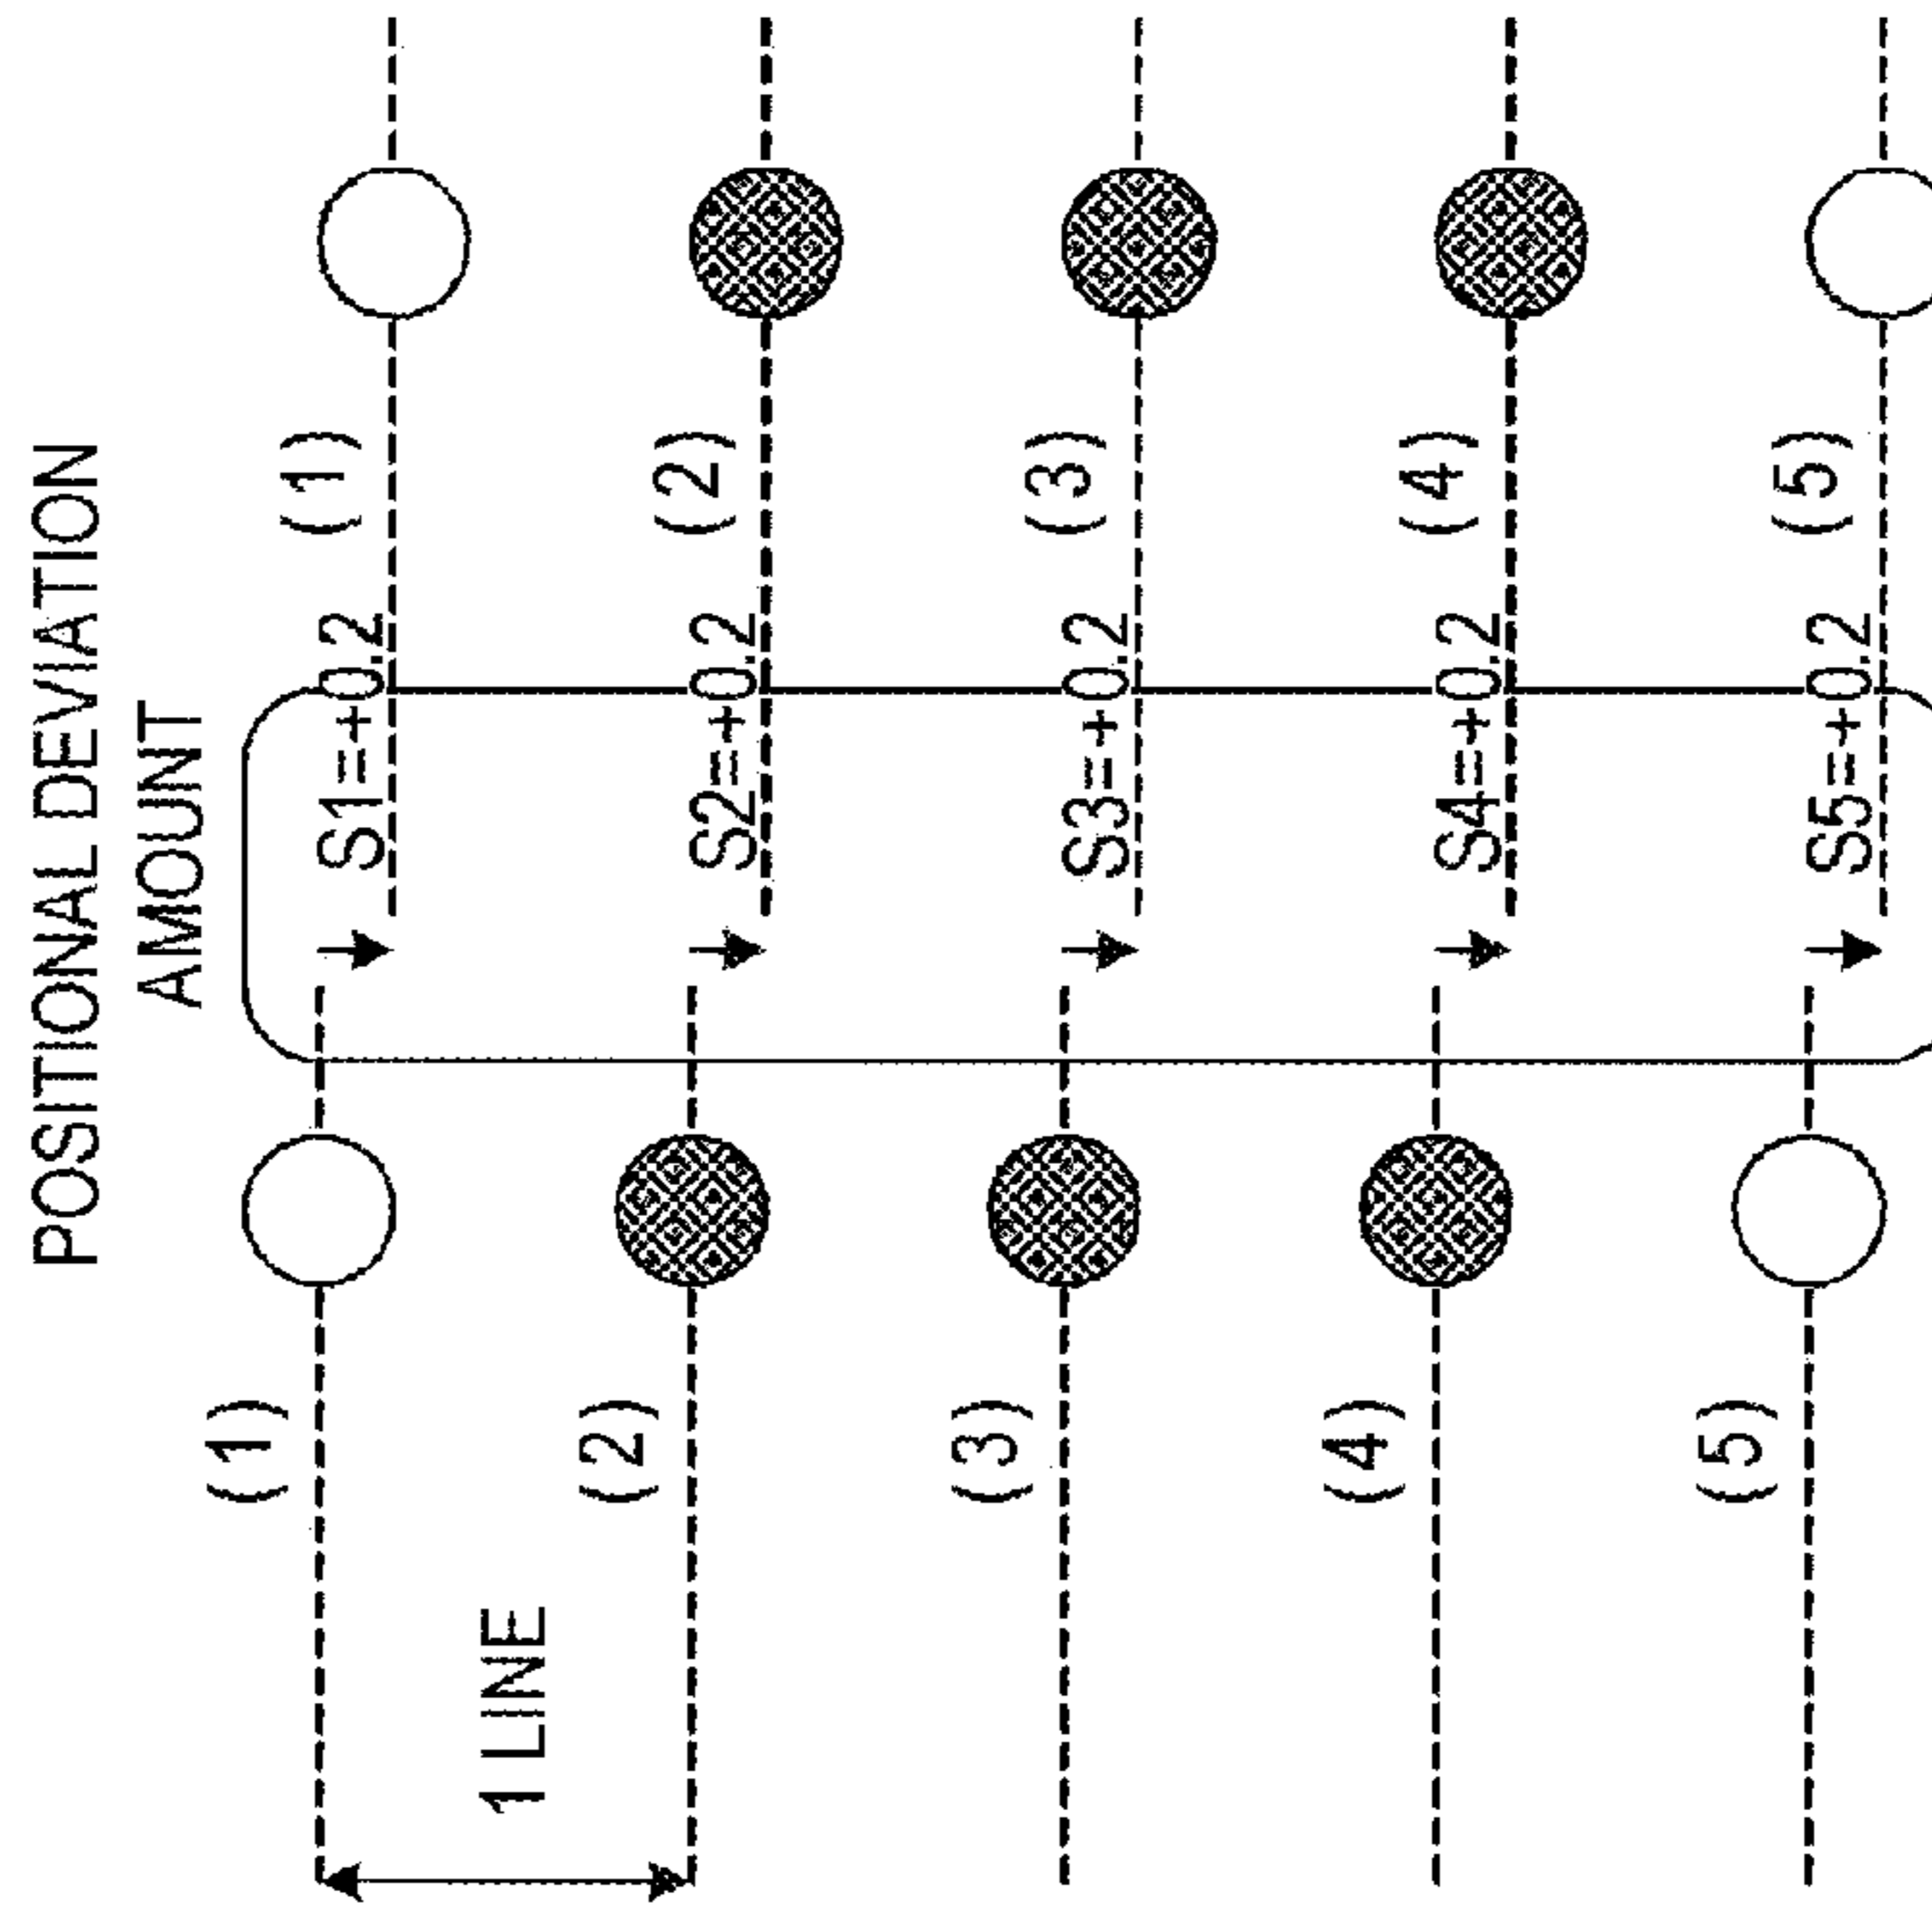 POSITIONAL DEVIATION
AMOUNT
(1)
S1=+0.2
(1)
1 LINE
(2)
S2=+0.2
(2)
(3)
S3=+0.2
(3)
(4)
S4=+0.2
(4)
(5)
S5=+0.2
(5)